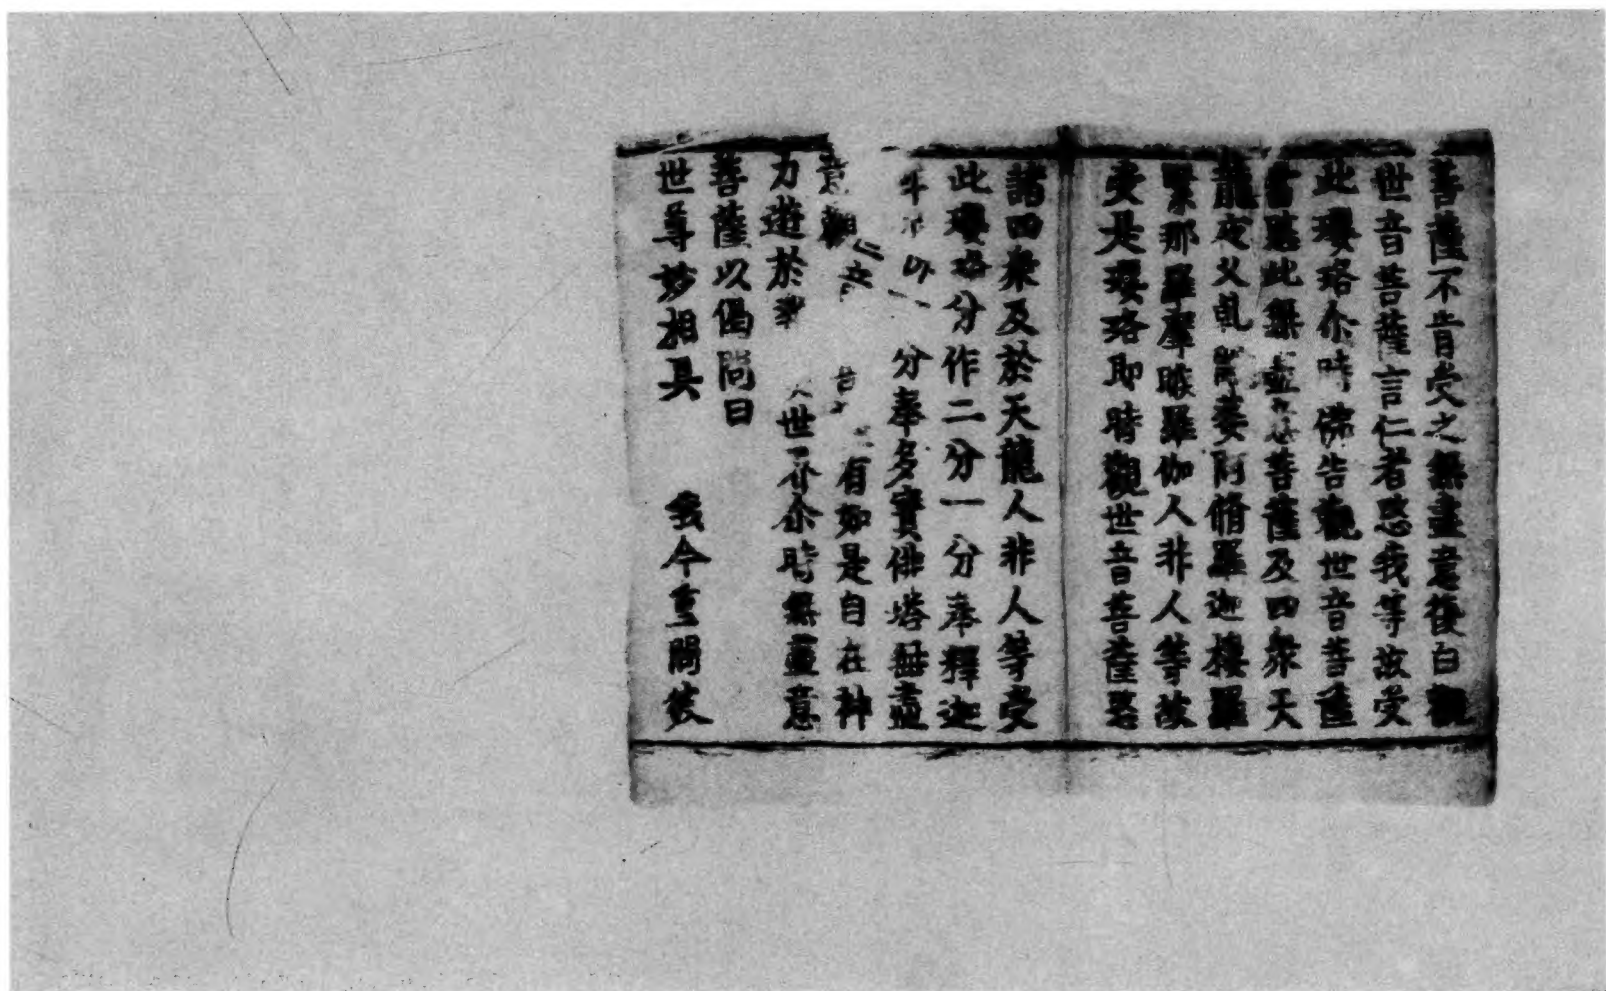 菩薩不肯受之無盡意復白觀
世音菩薩言仁者愍我等故受
此瓔珞尒時佛告觀世音菩薩
當愍此無盡意菩薩及四衆天
龍夜叉乹闥婆阿脩羅迦樓羅
緊那羅摩睺羅伽人非人等故
受是瓔珞即時觀世音菩薩愍
諸四衆及於天龍人非人等受
此瓔珞分作二分一分奉釋迦
牟尼分奉多寳佛塔無盡
意觀音有如是自在神
力遊於世界尒時無盡意
菩薩以偈問曰
世尊妙相具 我今重問彼